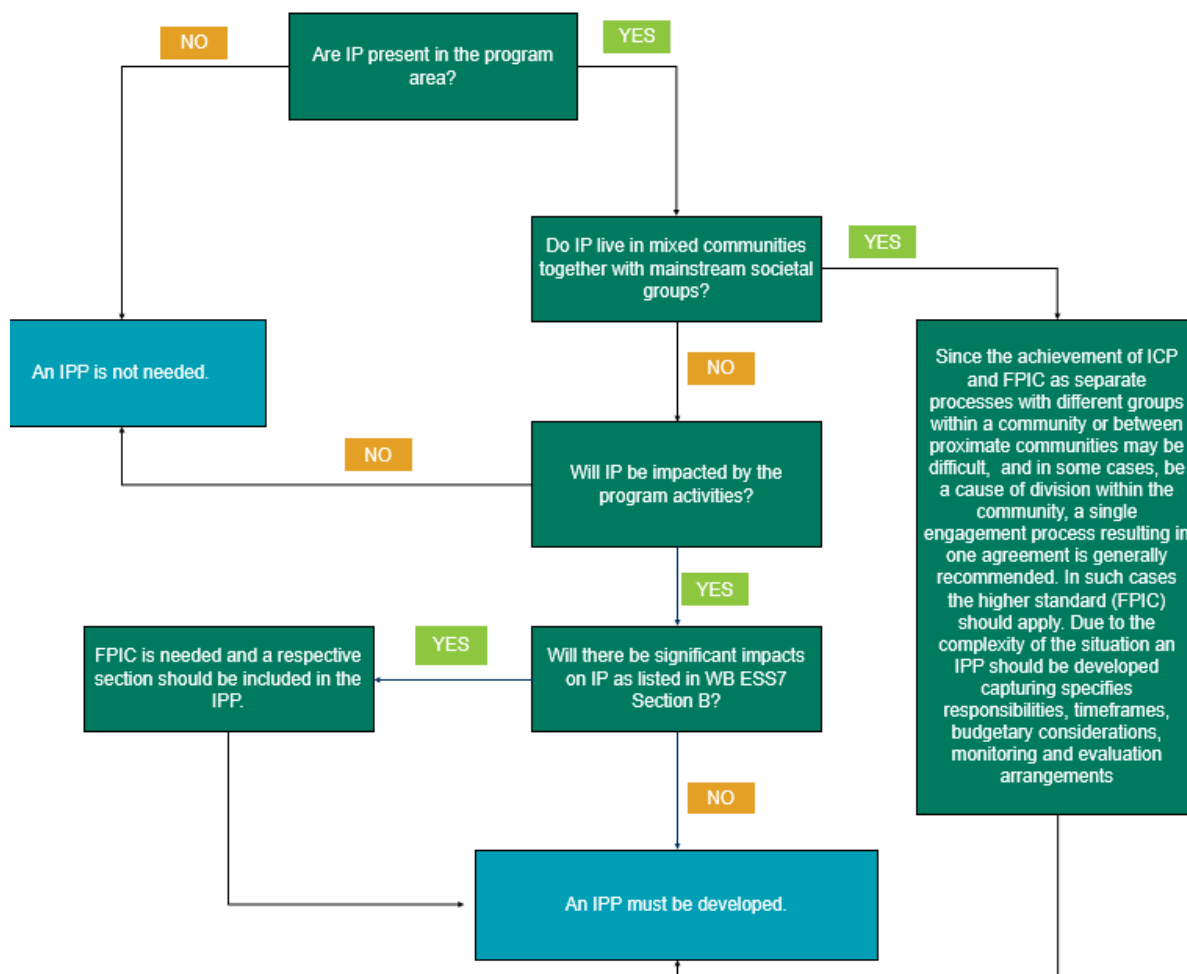 NO
YES
Are IP present in the program
area?
Do IP live in mixed communities
together with mainstream societal
groups?
YES
An IPP is not needed.
NO
Since the achievement of ICP
and FPIC as separate
processes with different groups
within a community or between
proximate communities may be
difficult, and in some cases, be
a cause of division within the
community, a single
engagement process resulting in
one agreement is generally
recommended. In such cases
the higher standard (FPIC)
should apply. Due to the
complexity of the situation an
IPP should be developed
capturing specifies
responsibilities, timeframes,
budgetary considerations,
monitoring and evaluation
arrangements
NO
Will IP be impacted by the
program activities?
YES
FPIC is needed and a respective
section should be included in the
IPP.
YES
Will there be significant impacts
on IP as listed in WB ESS7
Section B?
NO
An IPP must be developed.